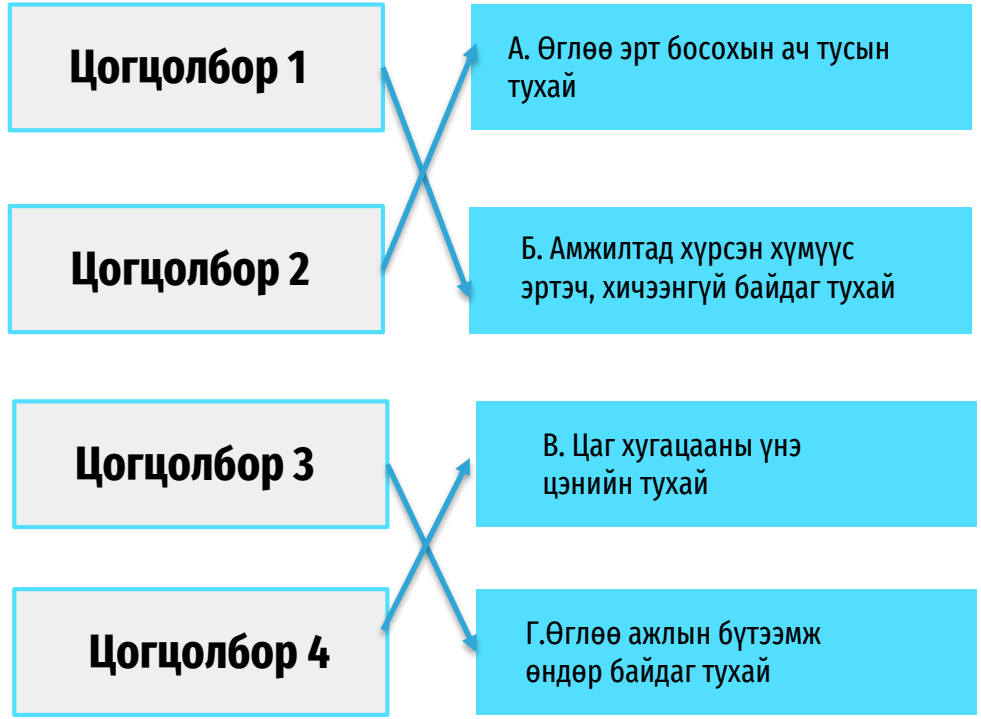 Цогцолбор 1
А. Өглөө эрт босохын ач тусын
тухай
Цогцолбор 2
Б. Амжилтад хүрсэн хүмүүс
эртэч, хичээнгүй байдаг тухай
Цогцолбор 3
В. Цаг хугацааны үнэ
цэнийн тухай
Цогцолбор 4
Г.Өглөө ажлын бүтээмж
өндөр байдаг тухай